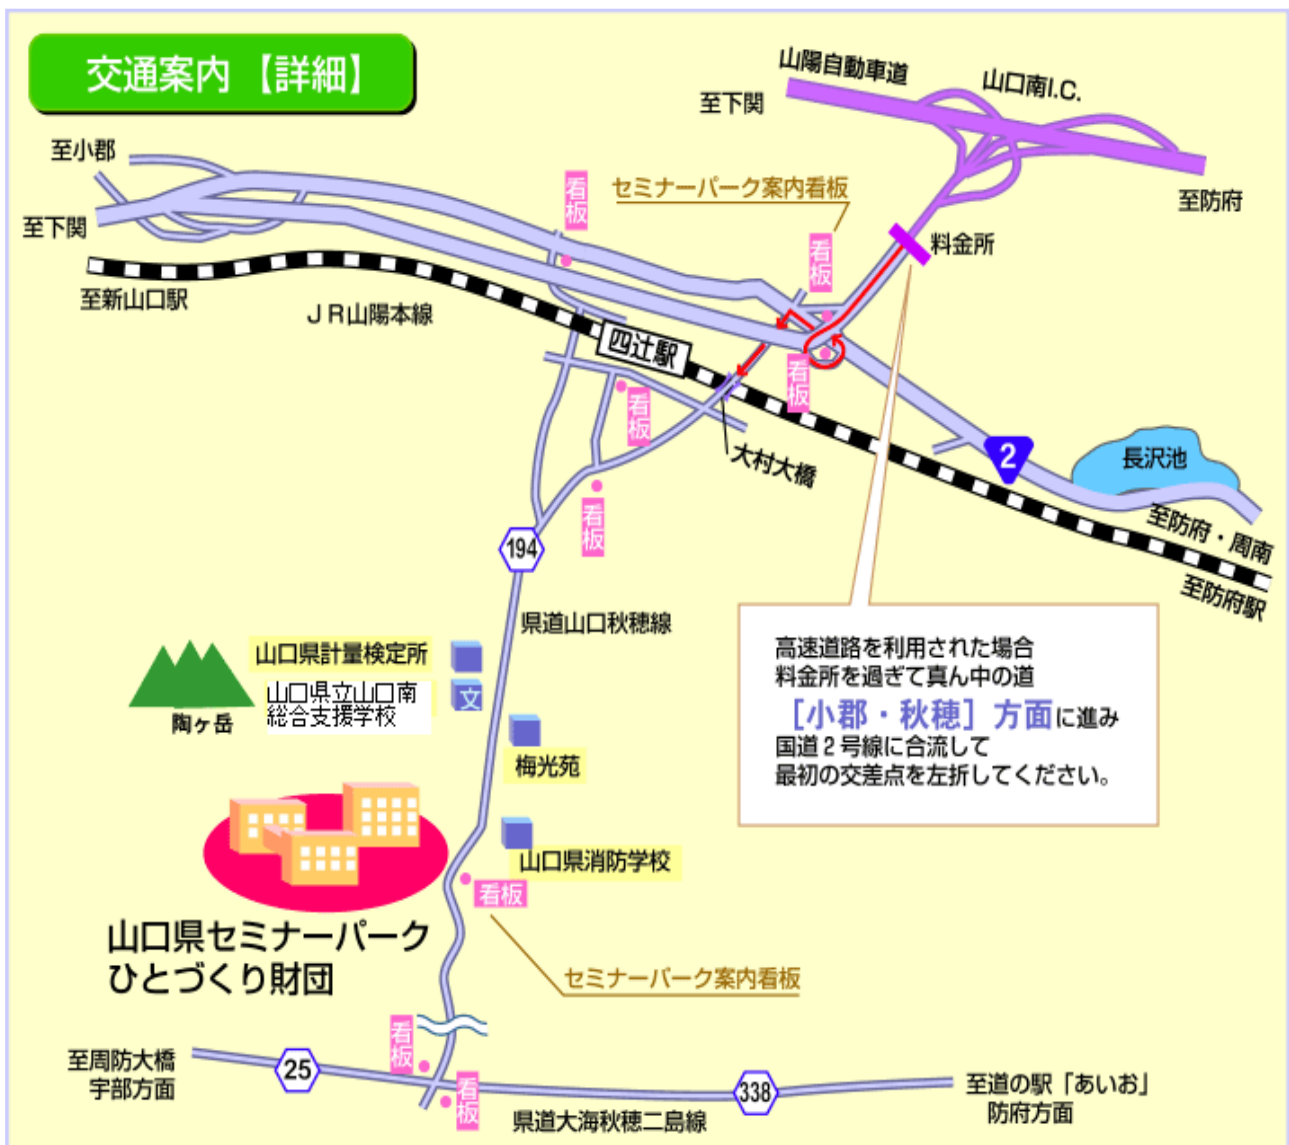 交通案内【詳細】
山陽自動車道
山口南I.C.
至下関
至小郡
至防府
至下関
看板
セミナーパーク案内看板
看板
料金所
至新山口駅
JR山陽本線
四辻駅
看板
看板
大村大橋
2
長沢池
看板
至防府・周南
至防府駅
194
県道山口秋穂線
山口県計量検定所
山口県立山口南
総合支援学校
文
陶ヶ岳
梅光苑
高速道路を利用された場合
料金所を過ぎて真ん中の道
［小郡・秋穂］方面に進み
国道2号線に合流して
最初の交差点を左折してください。
山口県消防学校
看板
山口県セミナーパーク
ひとづくり財団
セミナーパーク案内看板
看板
至周防大橋
宇部方面
25
看板
338
県道大海秋穂二島線
至道の駅「あいお」
防府方面